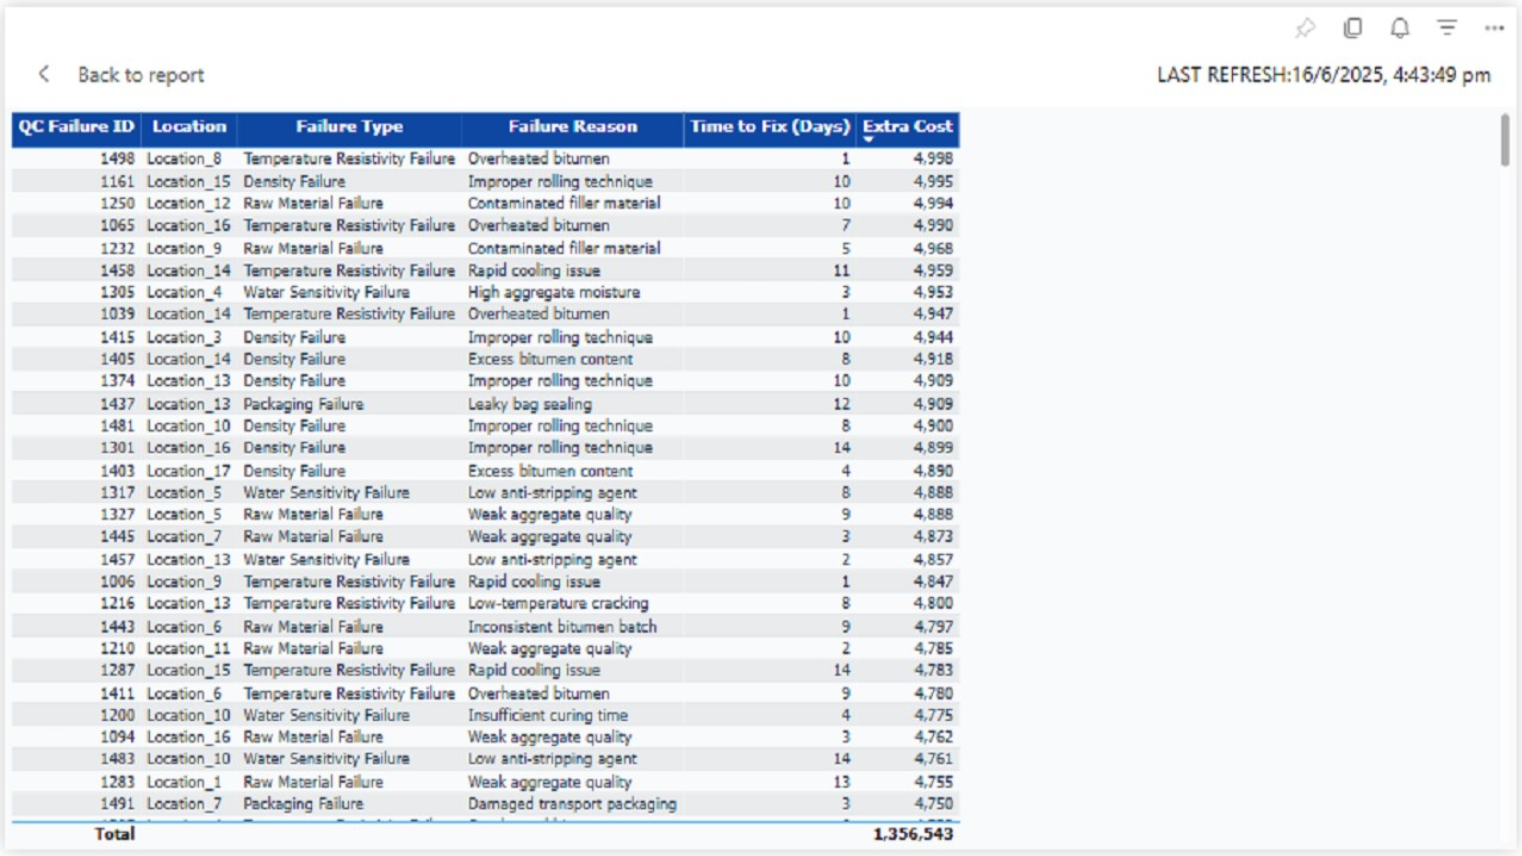 Back to report
LAST REFRESH:16/6/2025, 4:43:49 pm
QC Failure ID Location Failure Type Failure Reason Time to Fix (Days) Extra Cost
1498 Location_8 Temperature Resistivity Failure Overheated bitumen 1 4,998
1161 Location_15 Density Failure Improper rolling technique 10 4,995
1250 Location_12 Raw Material Failure Contaminated filler material 10 4,994
1065 Location_16 Temperature Resistivity Failure Overheated bitumen 7 4,990
1232 Location_9 Raw Material Failure Contaminated filler material 5 4,968
1458 Location_14 Temperature Resistivity Failure Rapid cooling issue 11 4,959
1305 Location_4 Water Sensitivity Failure High aggregate moisture 3 4,953
1039 Location_14 Temperature Resistivity Failure Overheated bitumen 1 4,947
1415 Location_3 Density Failure Improper rolling technique 10 4,944
1405 Location_14 Density Failure Excess bitumen content 8 4,918
1374 Location_13 Density Failure Improper rolling technique 10 4,909
1437 Location_13 Packaging Failure Leaky bag sealing 12 4,909
1481 Location_10 Density Failure Improper rolling technique 8 4,900
1301 Location_16 Density Failure Improper rolling technique 14 4,899
1403 Location_17 Density Failure Excess bitumen content 4 4,890
1317 Location_5 Water Sensitivity Failure Low anti-stripping agent 8 4,888
1327 Location_5 Raw Material Failure Weak aggregate quality 9 4,888
1445 Location_7 Raw Material Failure Weak aggregate quality 3 4,873
1457 Location_13 Water Sensitivity Failure Low anti-stripping agent 2 4,857
1006 Location_9 Temperature Resistivity Failure Rapid cooling issue 1 4,847
1216 Location_13 Temperature Resistivity Failure Low-temperature cracking 8 4,800
1443 Location_6 Raw Material Failure Inconsistent bitumen batch 9 4,797
1210 Location_11 Raw Material Failure Weak aggregate quality 2 4,785
1287 Location_15 Temperature Resistivity Failure Rapid cooling issue 14 4,783
1411 Location_6 Temperature Resistivity Failure Overheated bitumen 9 4,780
1200 Location_10 Water Sensitivity Failure Insufficient curing time 4 4,775
1094 Location_16 Raw Material Failure Weak aggregate quality 3 4,762
1483 Location_10 Water Sensitivity Failure Low anti-stripping agent 14 4,761
1283 Location_1 Raw Material Failure Weak aggregate quality 13 4,755
1491 Location_7 Packaging Failure Damaged transport packaging 3 4,750
Total 1,356,543